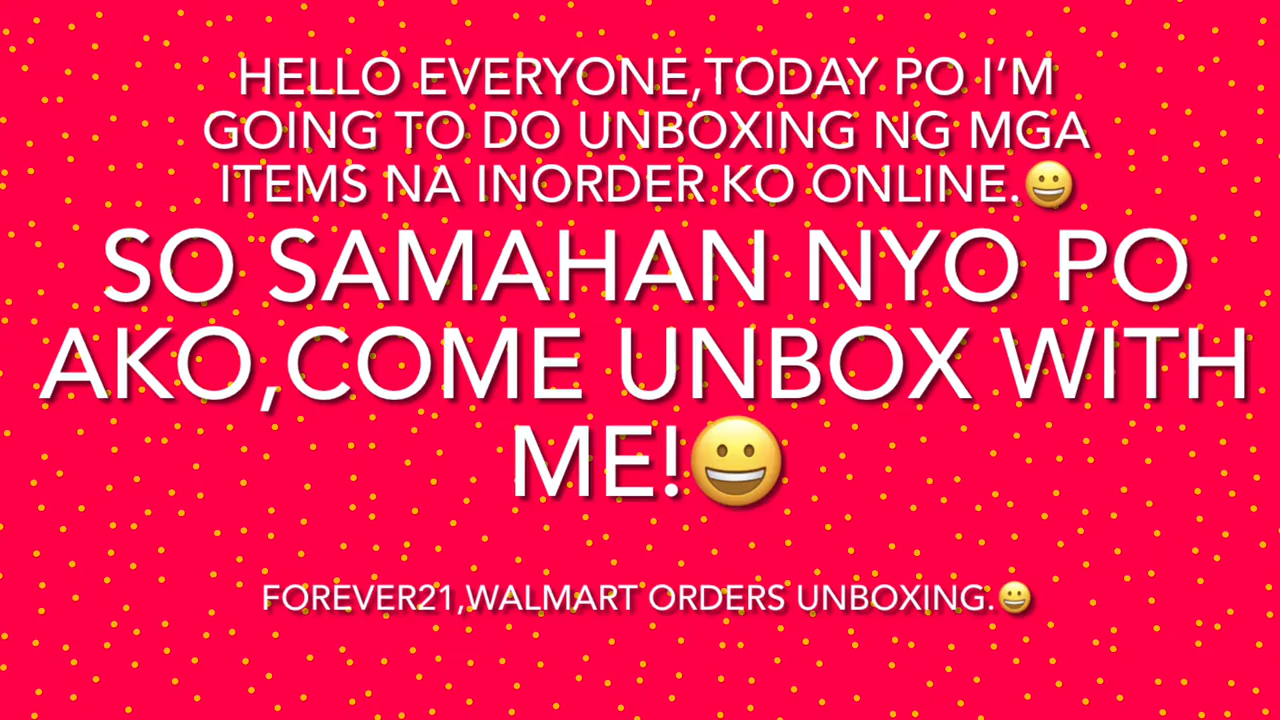 HELLO EVERYONE,TODAY PO I’M
GOING TO DO UNBOXING NG MGA
ITEMS NA INORDER KO ONLINE.😀
SO SAMAHAN NYO PO
AKO,COME UNBOX WITH
ME!😀
FOREVER21,WALMART ORDERS UNBOXING.😀